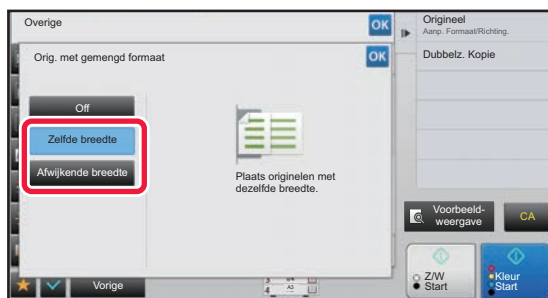 Overige
OK
Orig. met gemengd formaat
OK
Off
Zelfde breedte
Afwijkende breedte
Plaats originelen met
dezelfde breedte.
Vorige
Origineel
Aanp. Formaat/Richting.
Dubbelz. Kopie
Voorbeeld-
weergave
CA
Z/W
Start
Kleur
Start